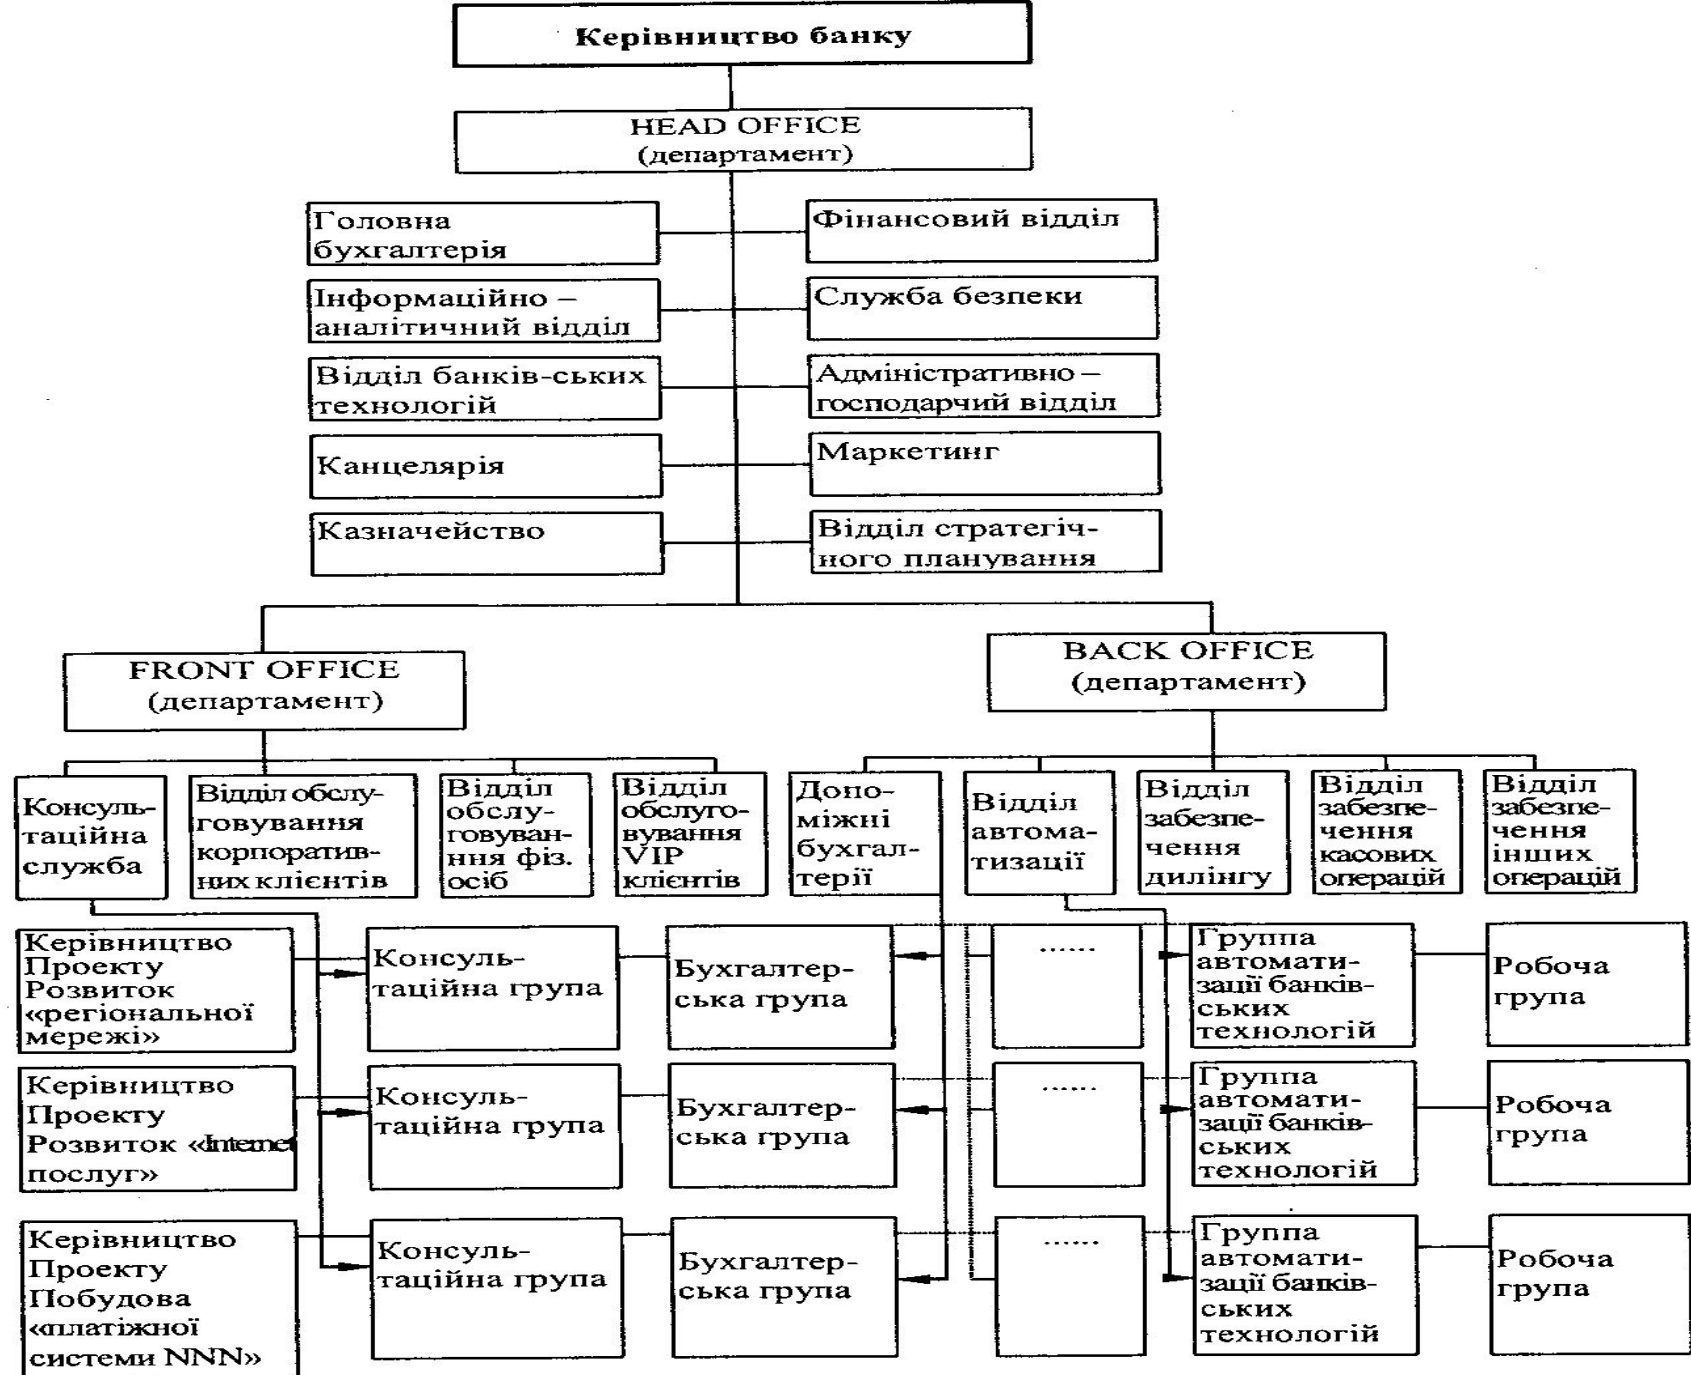 Керівництво банку
HEAD OFFICE
(департамент)
Головна
бухгалтерія
Фінансовий відділ
Інформаційно –
аналітичний відділ
Служба безпеки
Відділ банків-ських
технологій
Адміністративно –
господарчий відділ
Канцелярія
Маркетинг
Казначейство
Відділ стратегіч-
ного планування
FRONT OFFICE
(департамент)
BACK OFFICE
(департамент)
Консуль-
таційна
служба
Відділ обслу-
говування
корпоратив-
них клієнтів
Відділ
обслу-
говуван-
ня фіз.
осіб
Відділ
обслуго-
вування
VIP
клієнтів
Допо-
міжні
бухгал-
терії
Відділ
автома-
тизації
Відділ
забезпе-
чення
дилінгу
Відділ
забезпе-
чення
касових
операцій
Відділ
забезпе-
чення
інших
операцій
Керівництво
Проекту
Розвиток
«регіональної
мережі»
Консуль-
таційна група
Бухгалтер-
ська група
......
Группа
автомати-
зації банків-
ських
технологій
Робоча
група
Керівництво
Проекту
Розвиток «Internet
послуг»
Консуль-
таційна група
Бухгалтер-
ська група
......
Группа
автомати-
зації банків-
ських
технологій
Робоча
група
Керівництво
Проекту
Побудова
«платіжної
системи NNN»
Консуль-
таційна група
Бухгалтер-
ська група
......
Группа
автомати-
зації банків-
ських
технологій
Робоча
група